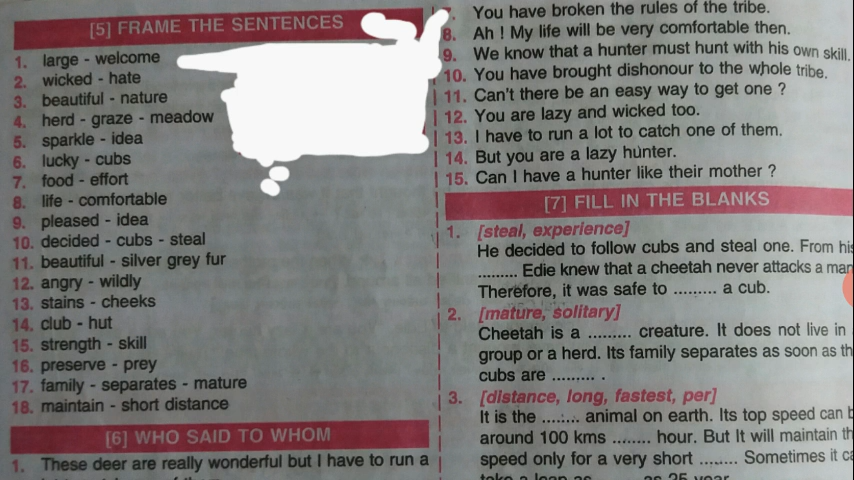 [5] FRAME THE SENTENCES
1. large - welcome
2. wicked - hate
3. beautiful - nature
4. herd - graze - meadow
5. sparkle - idea
6. lucky - cubs
7. food - effort
8. life - comfortable
9. pleased - idea
10. decided - cubs - steal
11. beautiful - silver grey fur
12. angry - wildly
13. stains - cheeks
14. club - hut
15. strength - skill
16. preserve - prey
17. family - separates - mature
18. maintain - short distance
[6] WHO SAID TO WHOM
1. These deer are really wonderful but I have to run a
7. You have broken the rules of the tribe.
8. Ah ! My life will be very comfortable then.
9. We know that a hunter must hunt with his own skill.
10. You have brought dishonour to the whole tribe.
11. Can't there be an easy way to get one ?
12. You are lazy and wicked too.
13. I have to run a lot to catch one of them.
14. But you are a lazy hunter.
15. Can I have a hunter like their mother ?
[7] FILL IN THE BLANKS
1. [steal, experience]
He decided to follow cubs and steal one. From his
......... Edie knew that a cheetah never attacks a man
Therefore, it was safe to ......... a cub.
2. [mature, solitary]
Cheetah is a ......... creature. It does not live in
group or a herd. Its family separates as soon as th
cubs are ......... .
3. [distance, long, fastest, per]
It is the ........ animal on earth. Its top speed can b
around 100 kms ........ hour. But It will maintain th
speed only for a very short ........ Sometimes it ca
as 25 year